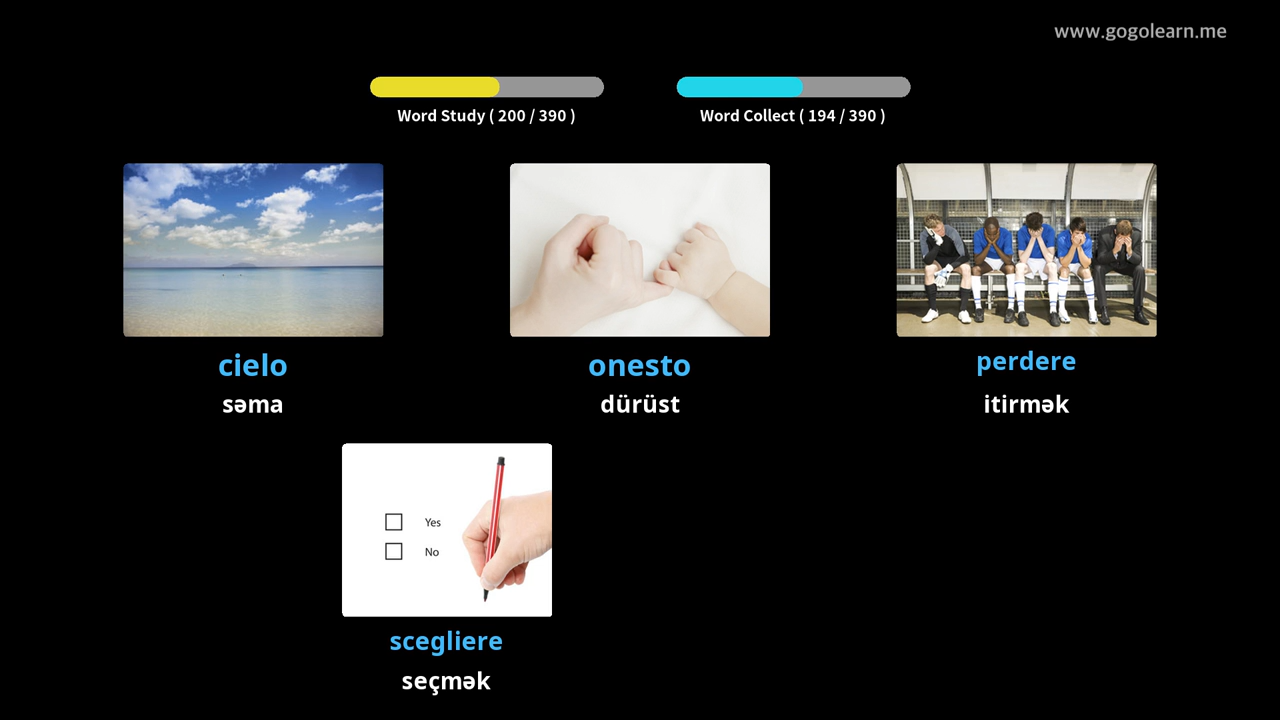 www.gogolearn.me
Word Study ( 200 / 390 )
Word Collect ( 194 / 390 )
cielo
səma
onesto
dürüst
perdere
itirmək
Yes
No
scegliere
seçmək